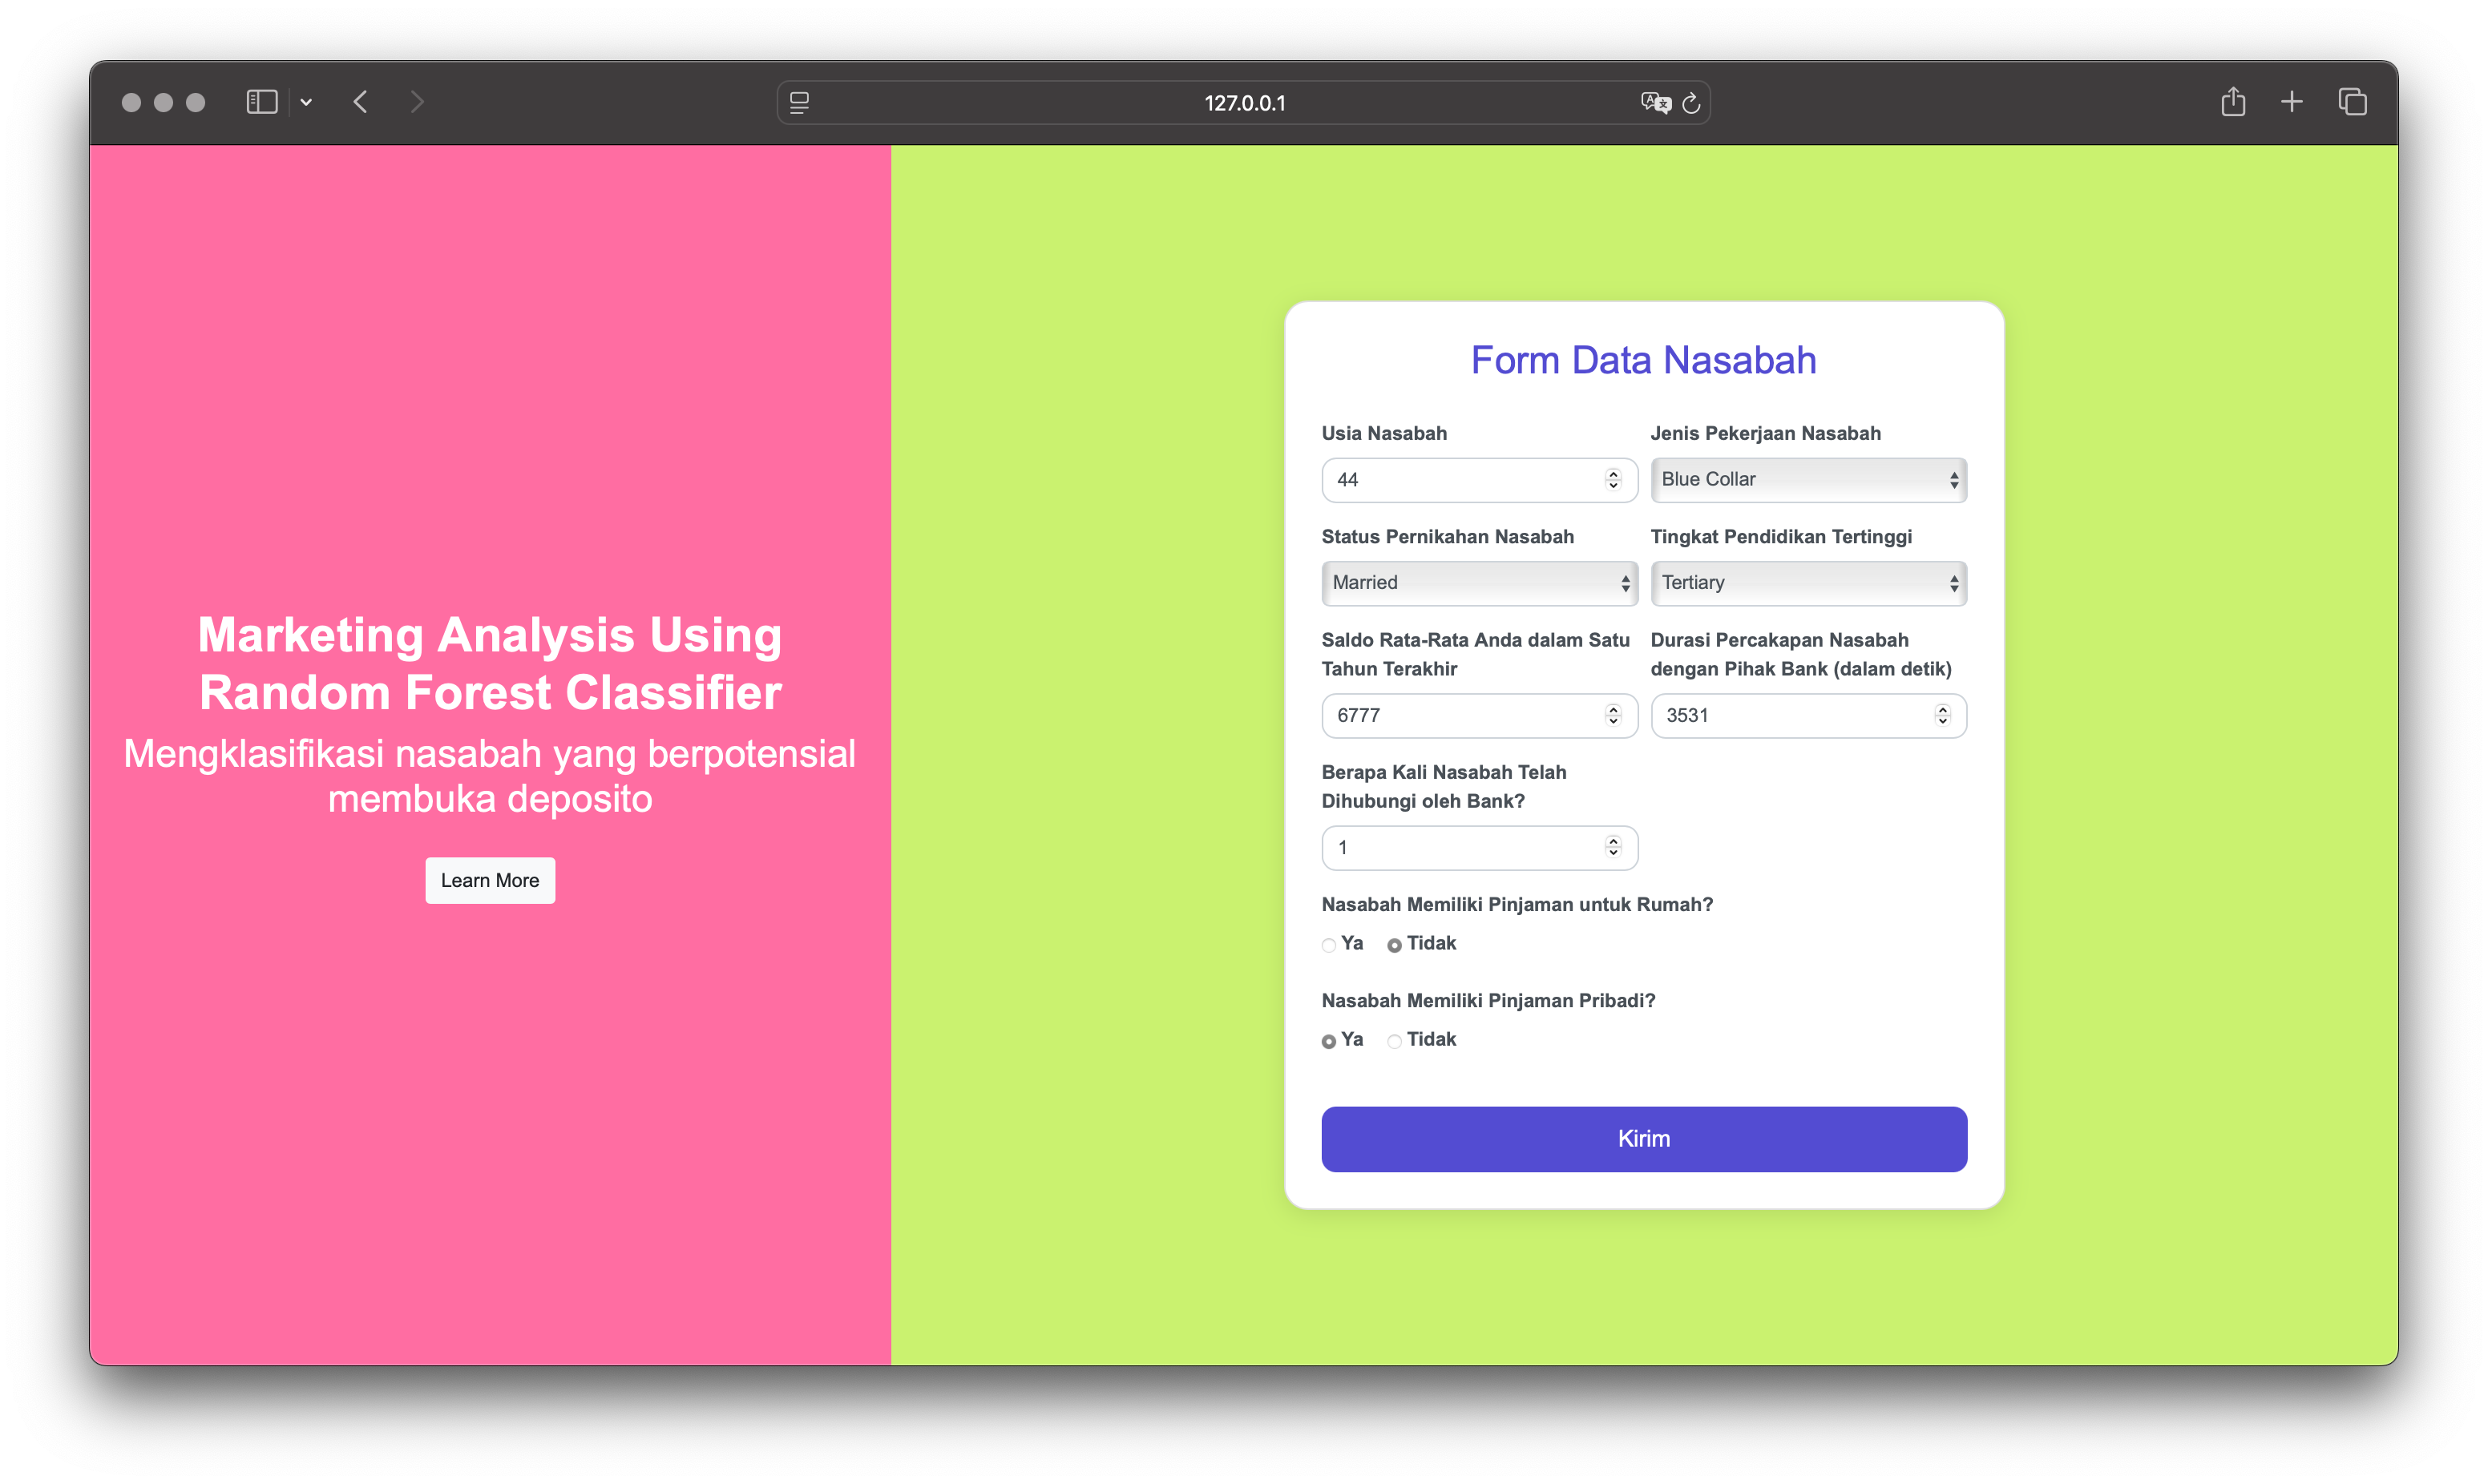 127.0.0.1
Marketing Analysis Using
Random Forest Classifier
Mengklasifikasi nasabah yang berpotensial
membuka deposito
Learn More
Form Data Nasabah
Usia Nasabah
44
Jenis Pekerjaan Nasabah
Blue Collar
Status Pernikahan Nasabah
Married
Tingkat Pendidikan Tertinggi
Tertiary
Saldo Rata-Rata Anda dalam Satu
Tahun Terakhir
6777
Durasi Percakapan Nasabah
dengan Pihak Bank (dalam detik)
3531
Berapa Kali Nasabah Telah
Dihubungi oleh Bank?
1
Nasabah Memiliki Pinjaman untuk Rumah?
Ya Tidak
Nasabah Memiliki Pinjaman Pribadi?
Ya Tidak
Kirim